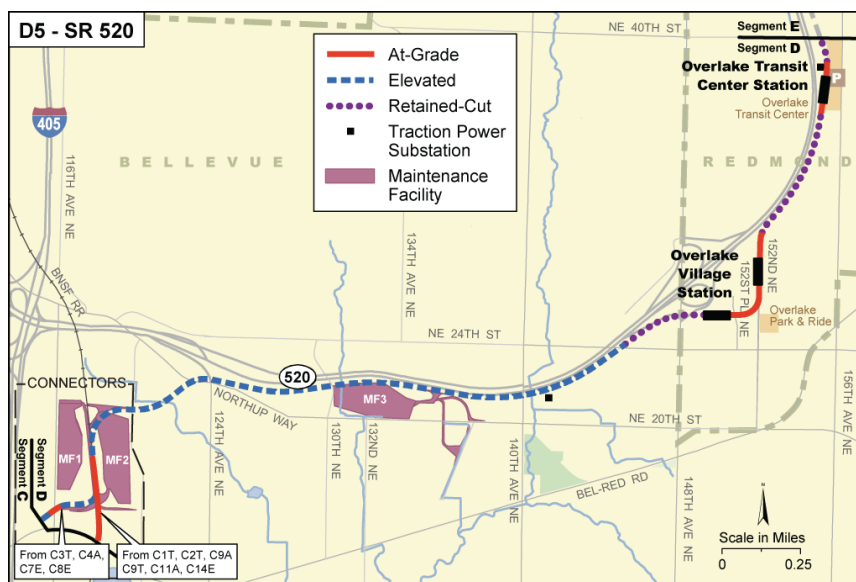 D5 - SR 520
At-Grade
Elevated
Retained-Cut
Traction Power
Substation
Maintenance
Facility
NE 40TH ST
Segment E
Segment D
Overlake Transit
Center Station
P
Overlake
Transit Center
405
116TH AVE NE
BELLEVUE
REDMOND
BNSF RR
134TH AVE NE
152ND NE
152ST PL NE
Overlake
Village
Station
Overlake
Park & Ride
NE 24TH ST
156TH AVE NE
CONNECTORS
520
NORTHUP WAY
124TH AVE NE
130TH NE
132ND NE
MF3
NE 20TH ST
140TH AVE NE
148TH AVE NE
BEL-RED RD
MF1
MF2
Segment C
Segment D
From C3T, C4A,
C7E, C8E
From C1T, C2T, C9A
C9T, C11A, C14E
N
Scale in Miles
0
0.25